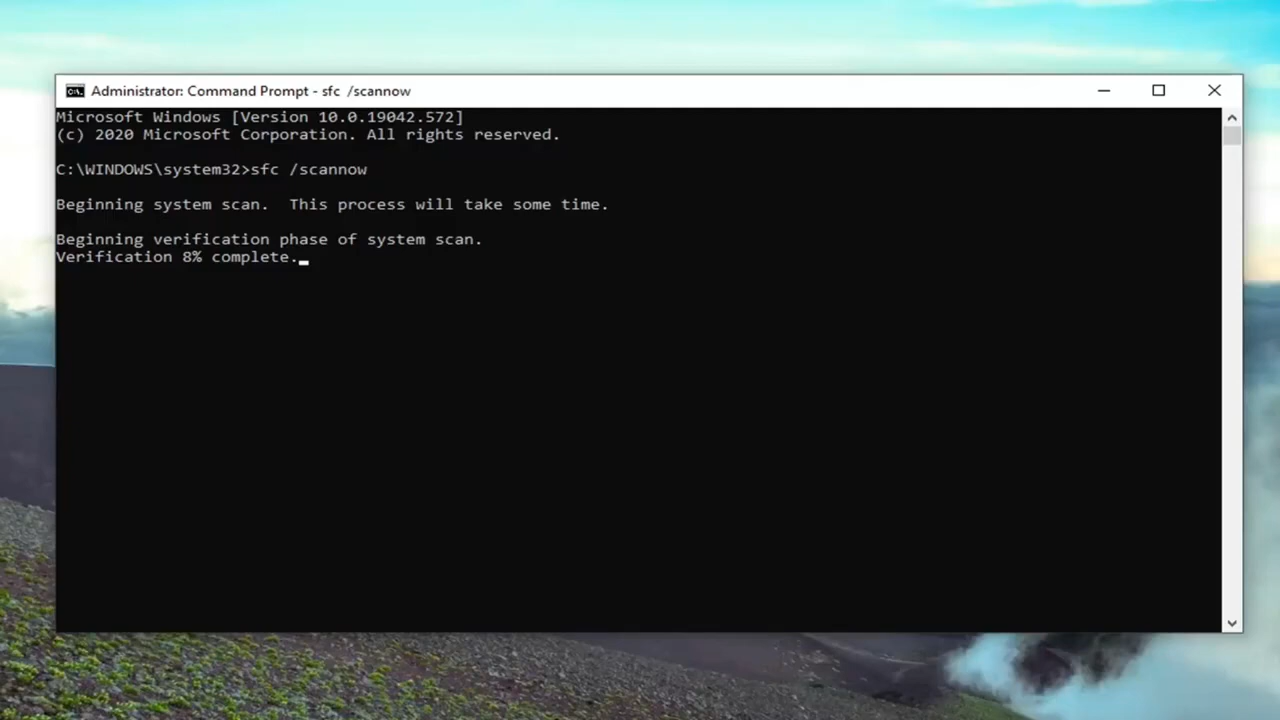 Administrator: Command Prompt - sfc  /scannow
Microsoft Windows [Version 10.0.19042.572]
(c) 2020 Microsoft Corporation. All rights reserved.
C:\WINDOWS\system32>sfc /scannow
Beginning system scan.  This process will take some time.
Beginning verification phase of system scan.
Verification 8% complete.